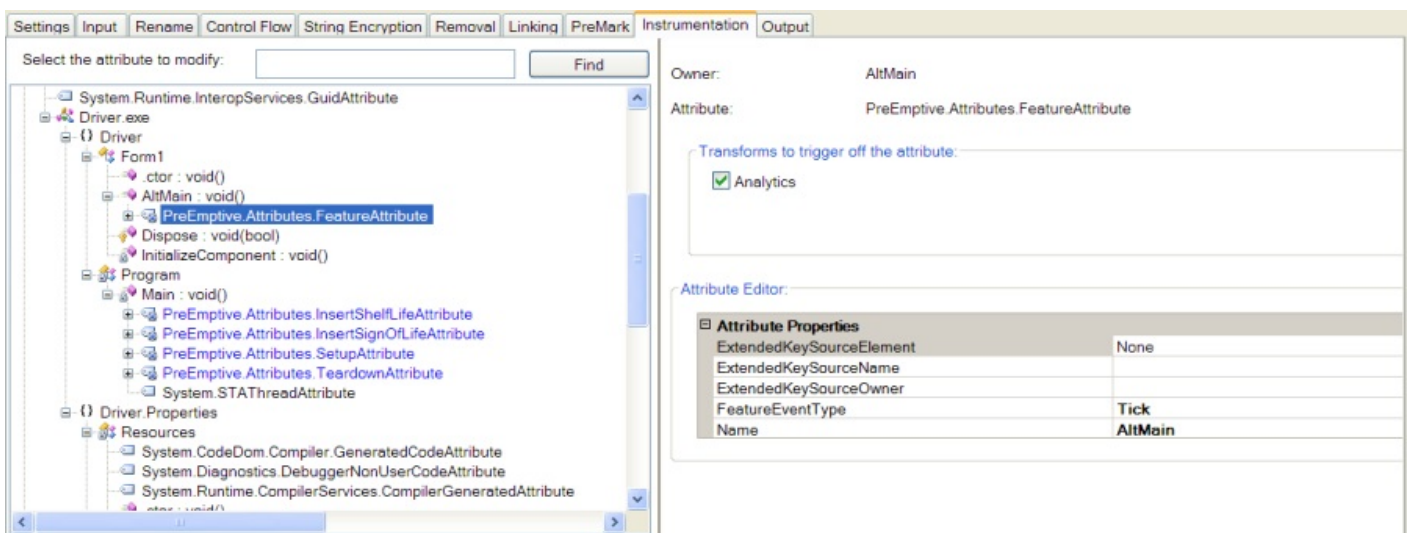 Settings Input Rename Control Flow String Encryption Removal Linking PreMark Instrumentation Output
Select the attribute to modify:
Find
System.Runtime.InteropServices.GuidAttribute
Driver.exe
{} Driver
Form1
.ctor : void()
AltMain : void()
PreEmptive.Attributes.FeatureAttribute
Dispose : void(bool)
InitializeComponent : void()
Program
Main : void()
PreEmptive.Attributes.InsertShelfLifeAttribute
PreEmptive.Attributes.InsertSignOfLifeAttribute
PreEmptive.Attributes.SetupAttribute
PreEmptive.Attributes.TeardownAttribute
System.STAThreadAttribute
{} Driver.Properties
Resources
System.CodeDom.Compiler.GeneratedCodeAttribute
System.Diagnostics.DebuggerNonUserCodeAttribute
System.Runtime.CompilerServices.CompilerGeneratedAttribute
Owner: AltMain
Attribute: PreEmptive.Attributes.FeatureAttribute
Transforms to trigger off the attribute:
Analytics
Attribute Editor:
Attribute Properties
ExtendedKeySourceElement None
ExtendedKeySourceName
ExtendedKeySourceOwner
FeatureEventType Tick
Name AltMain